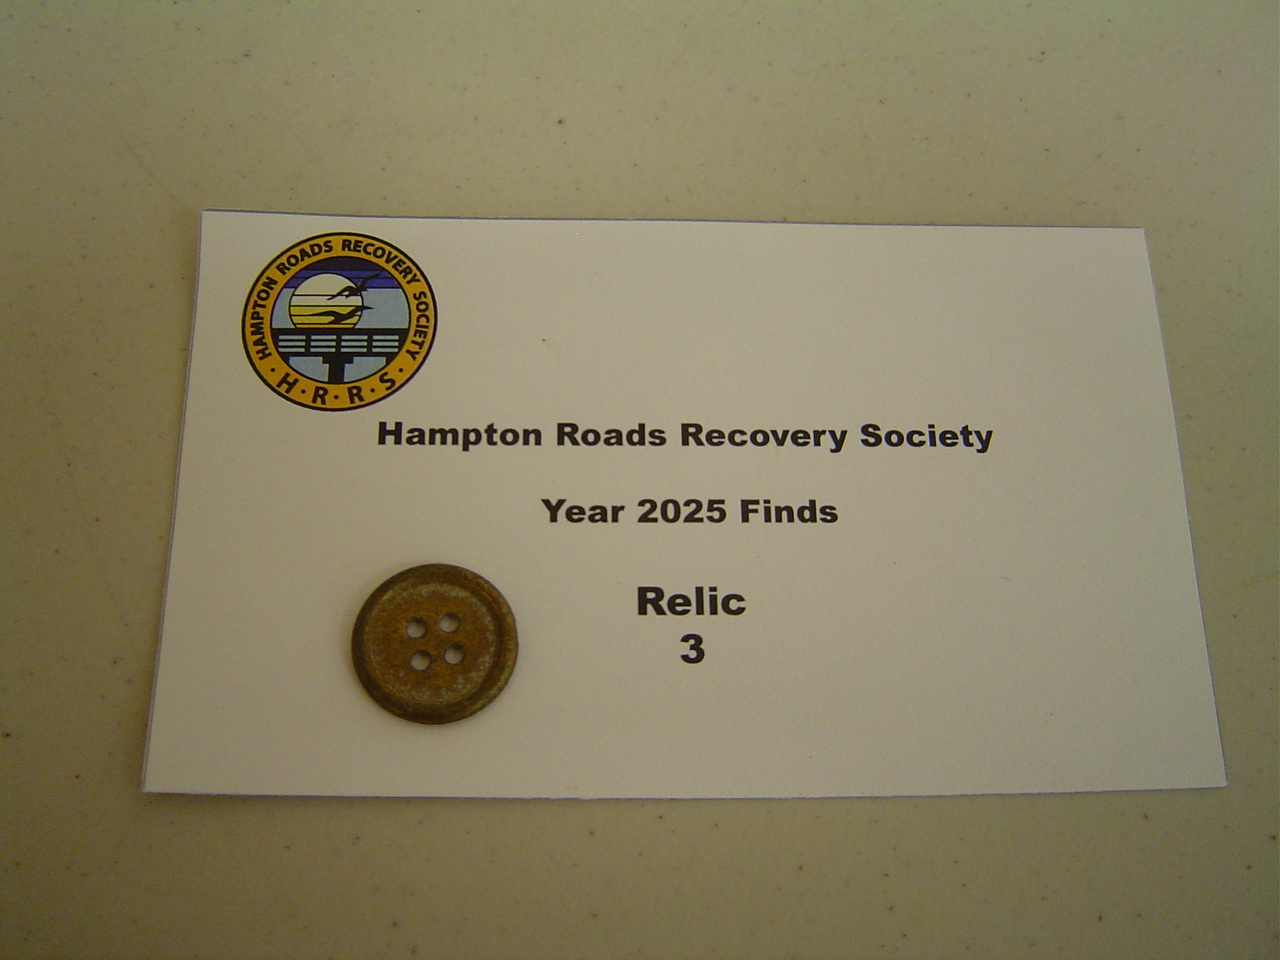 HAMPTON ROADS RECOVERY SOCIETY
· H · R · R · S ·
Hampton Roads Recovery Society
Year 2025 Finds
Relic
3